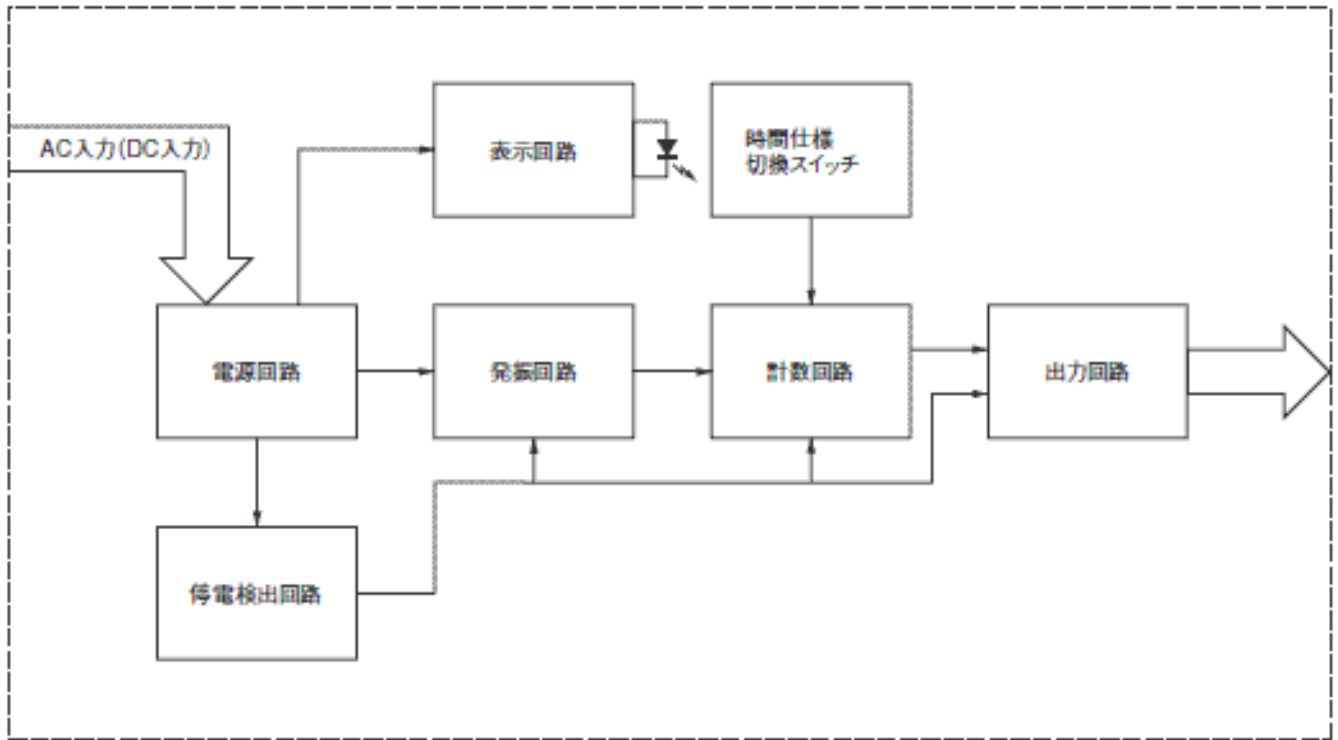 AC入力(DC入力)
表示回路
時間仕様
切換スイッチ
電源回路
発振回路
計数回路
出力回路
停電検出回路